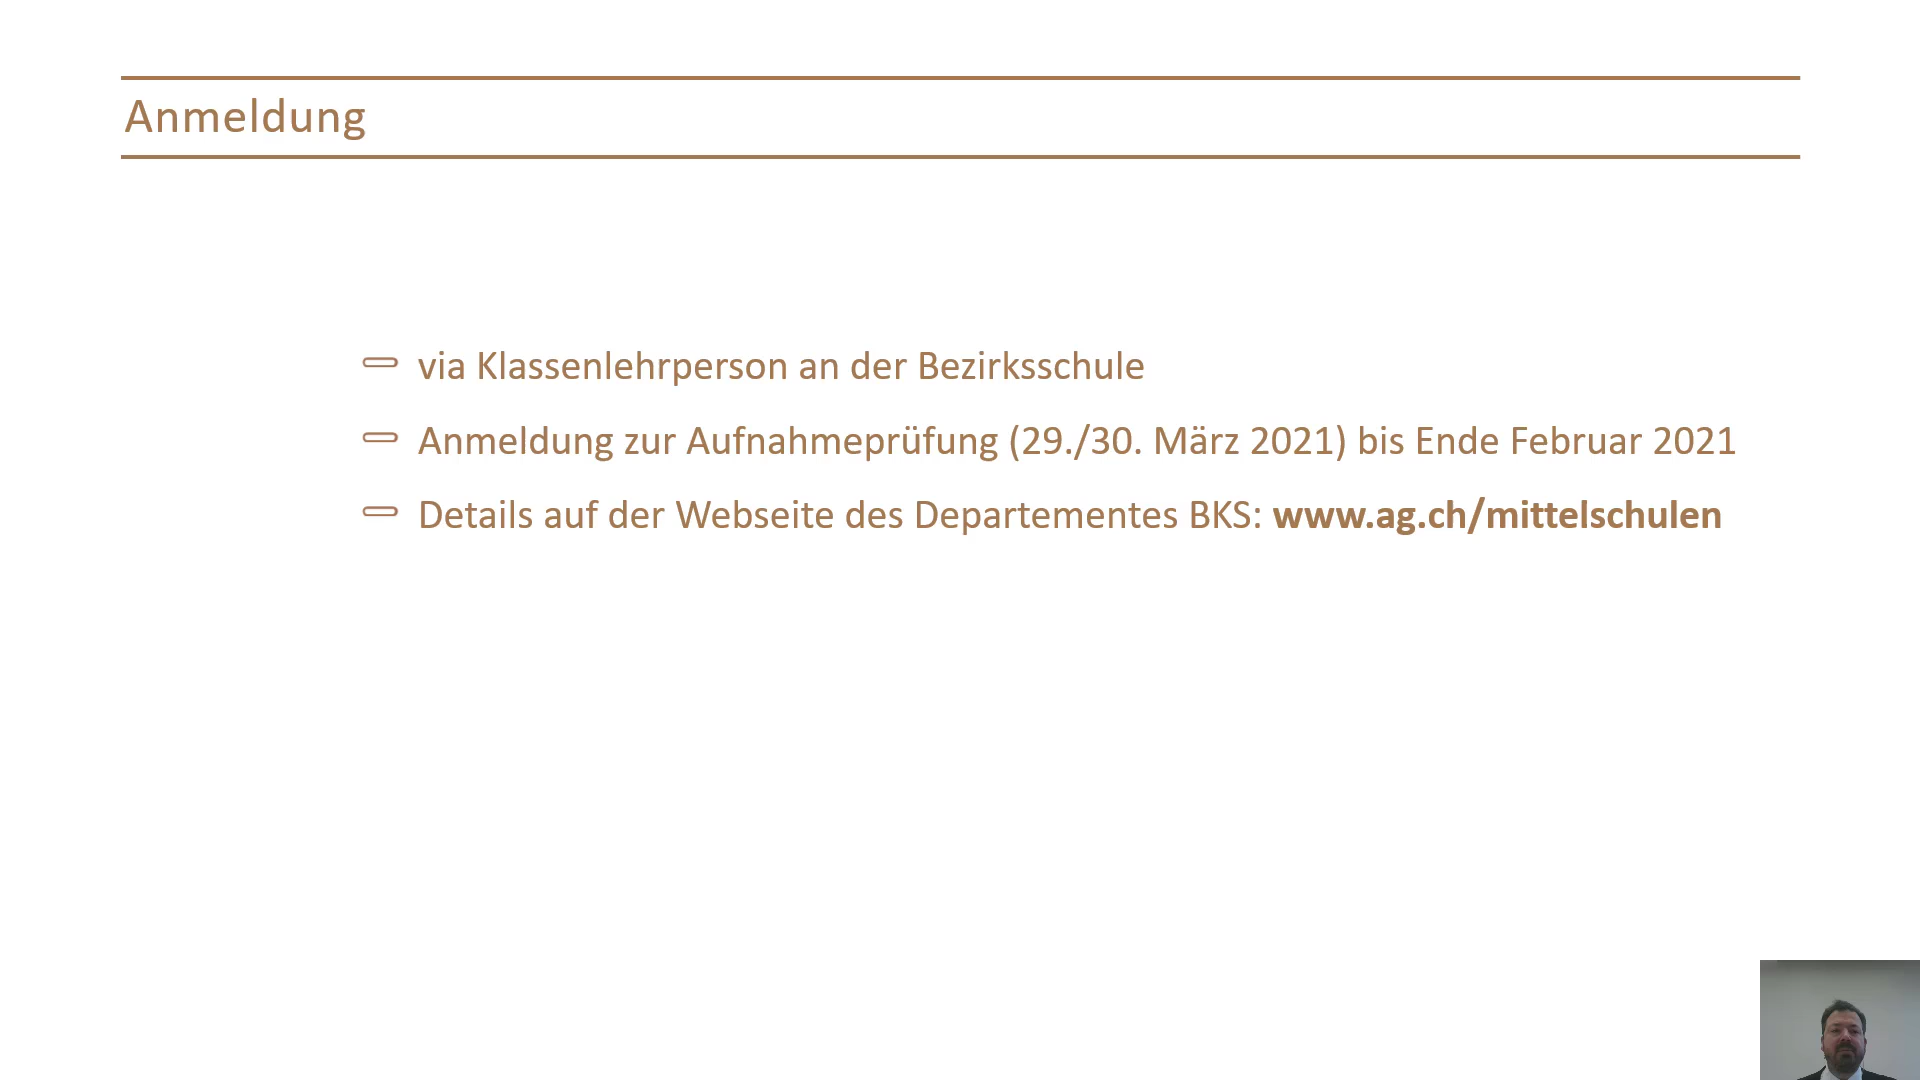 Anmeldung
via Klassenlehrperson an der Bezirksschule
Anmeldung zur Aufnahmeprüfung (29./30. März 2021) bis Ende Februar 2021
Details auf der Webseite des Departementes BKS: www.ag.ch/mittelschulen